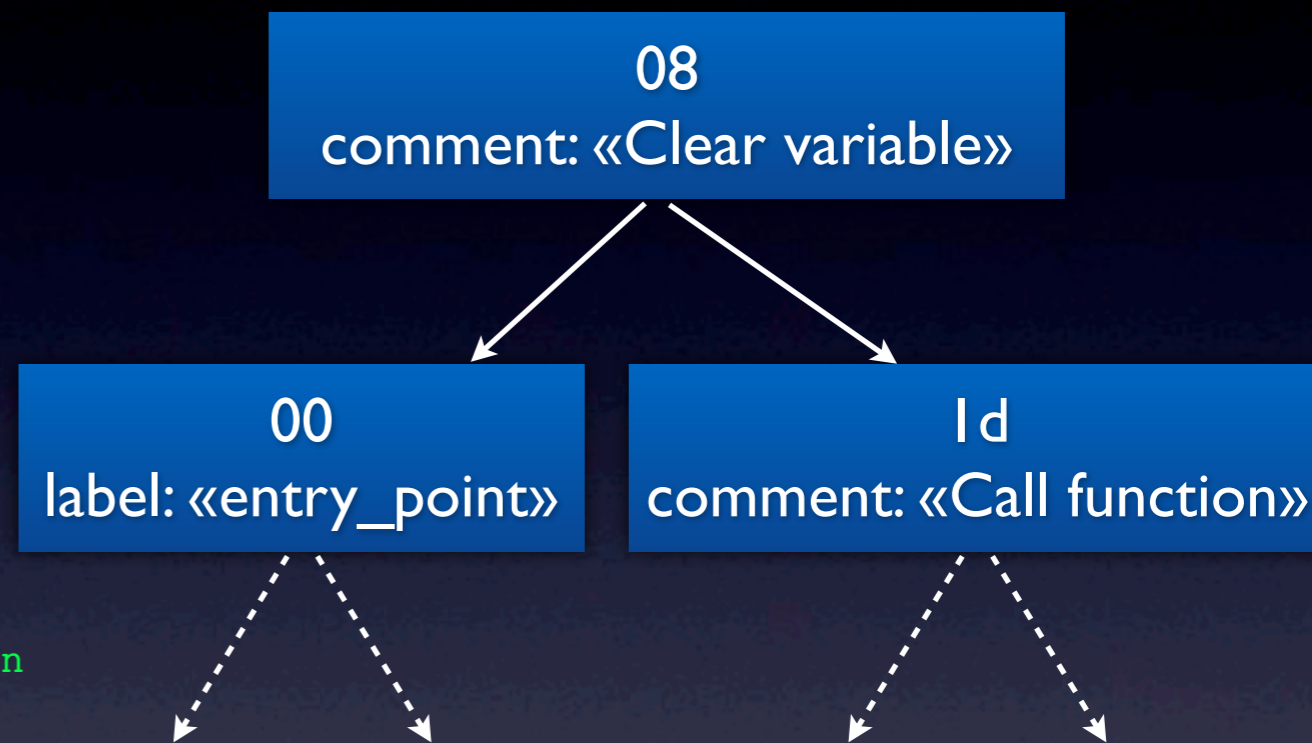 08
comment: «Clear variable»
00
label: «entry_point»
1d
comment: «Call function»
n